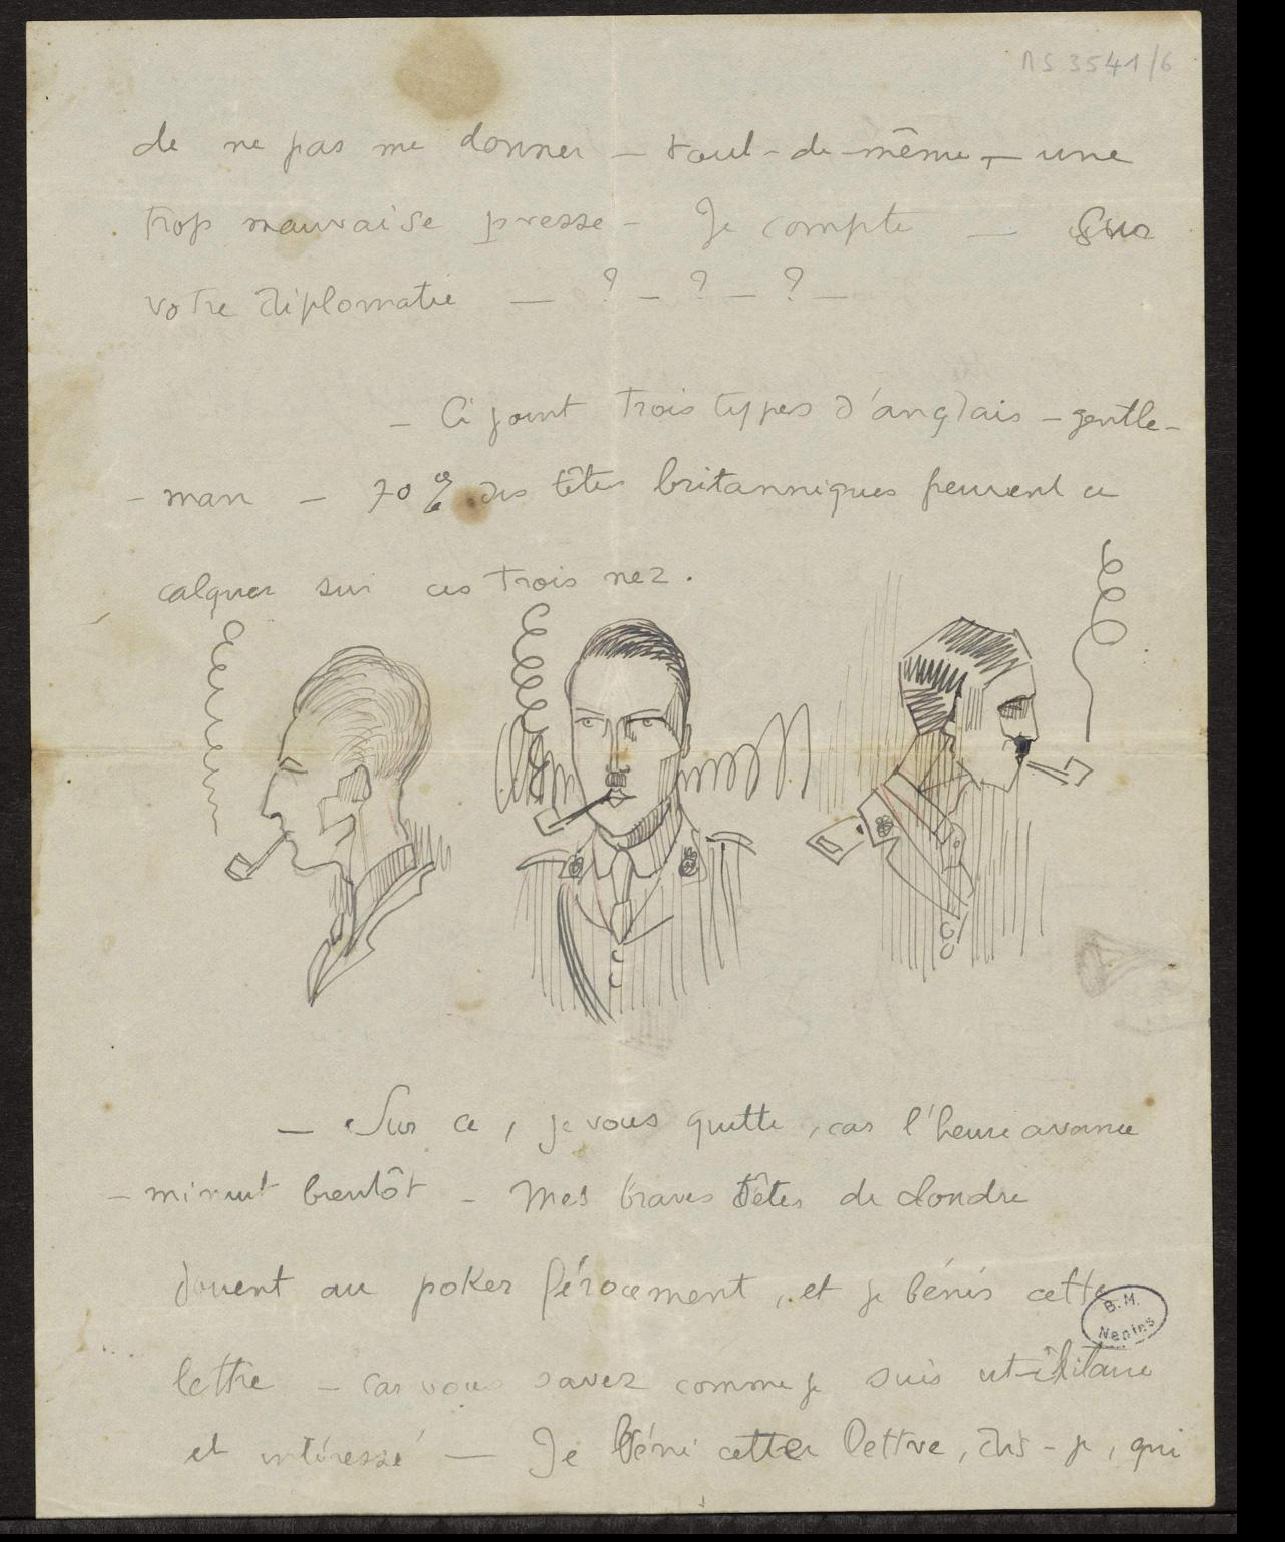 MS 3541/6
de ne pas me donner — tout-de-même — une
trop mauvaise presse — Je compte — sur
votre diplomatie — ? — ? — ? —
— Ci joint trois types d'anglais — gentle-
- man — 70 % des têtes britanniques peuvent ce
calquer sur ces trois nez.
— Sur ce, je vous quitte, car l'heure avance
— minuit bientôt — Mes braves têtes de Londre
jouent au poker férocement, et je bénis cette
lettre — car vous savez comme je suis utilitaire
et intéressé — Je béni cette lettre, dis-je, qui
B. M.
Nantes